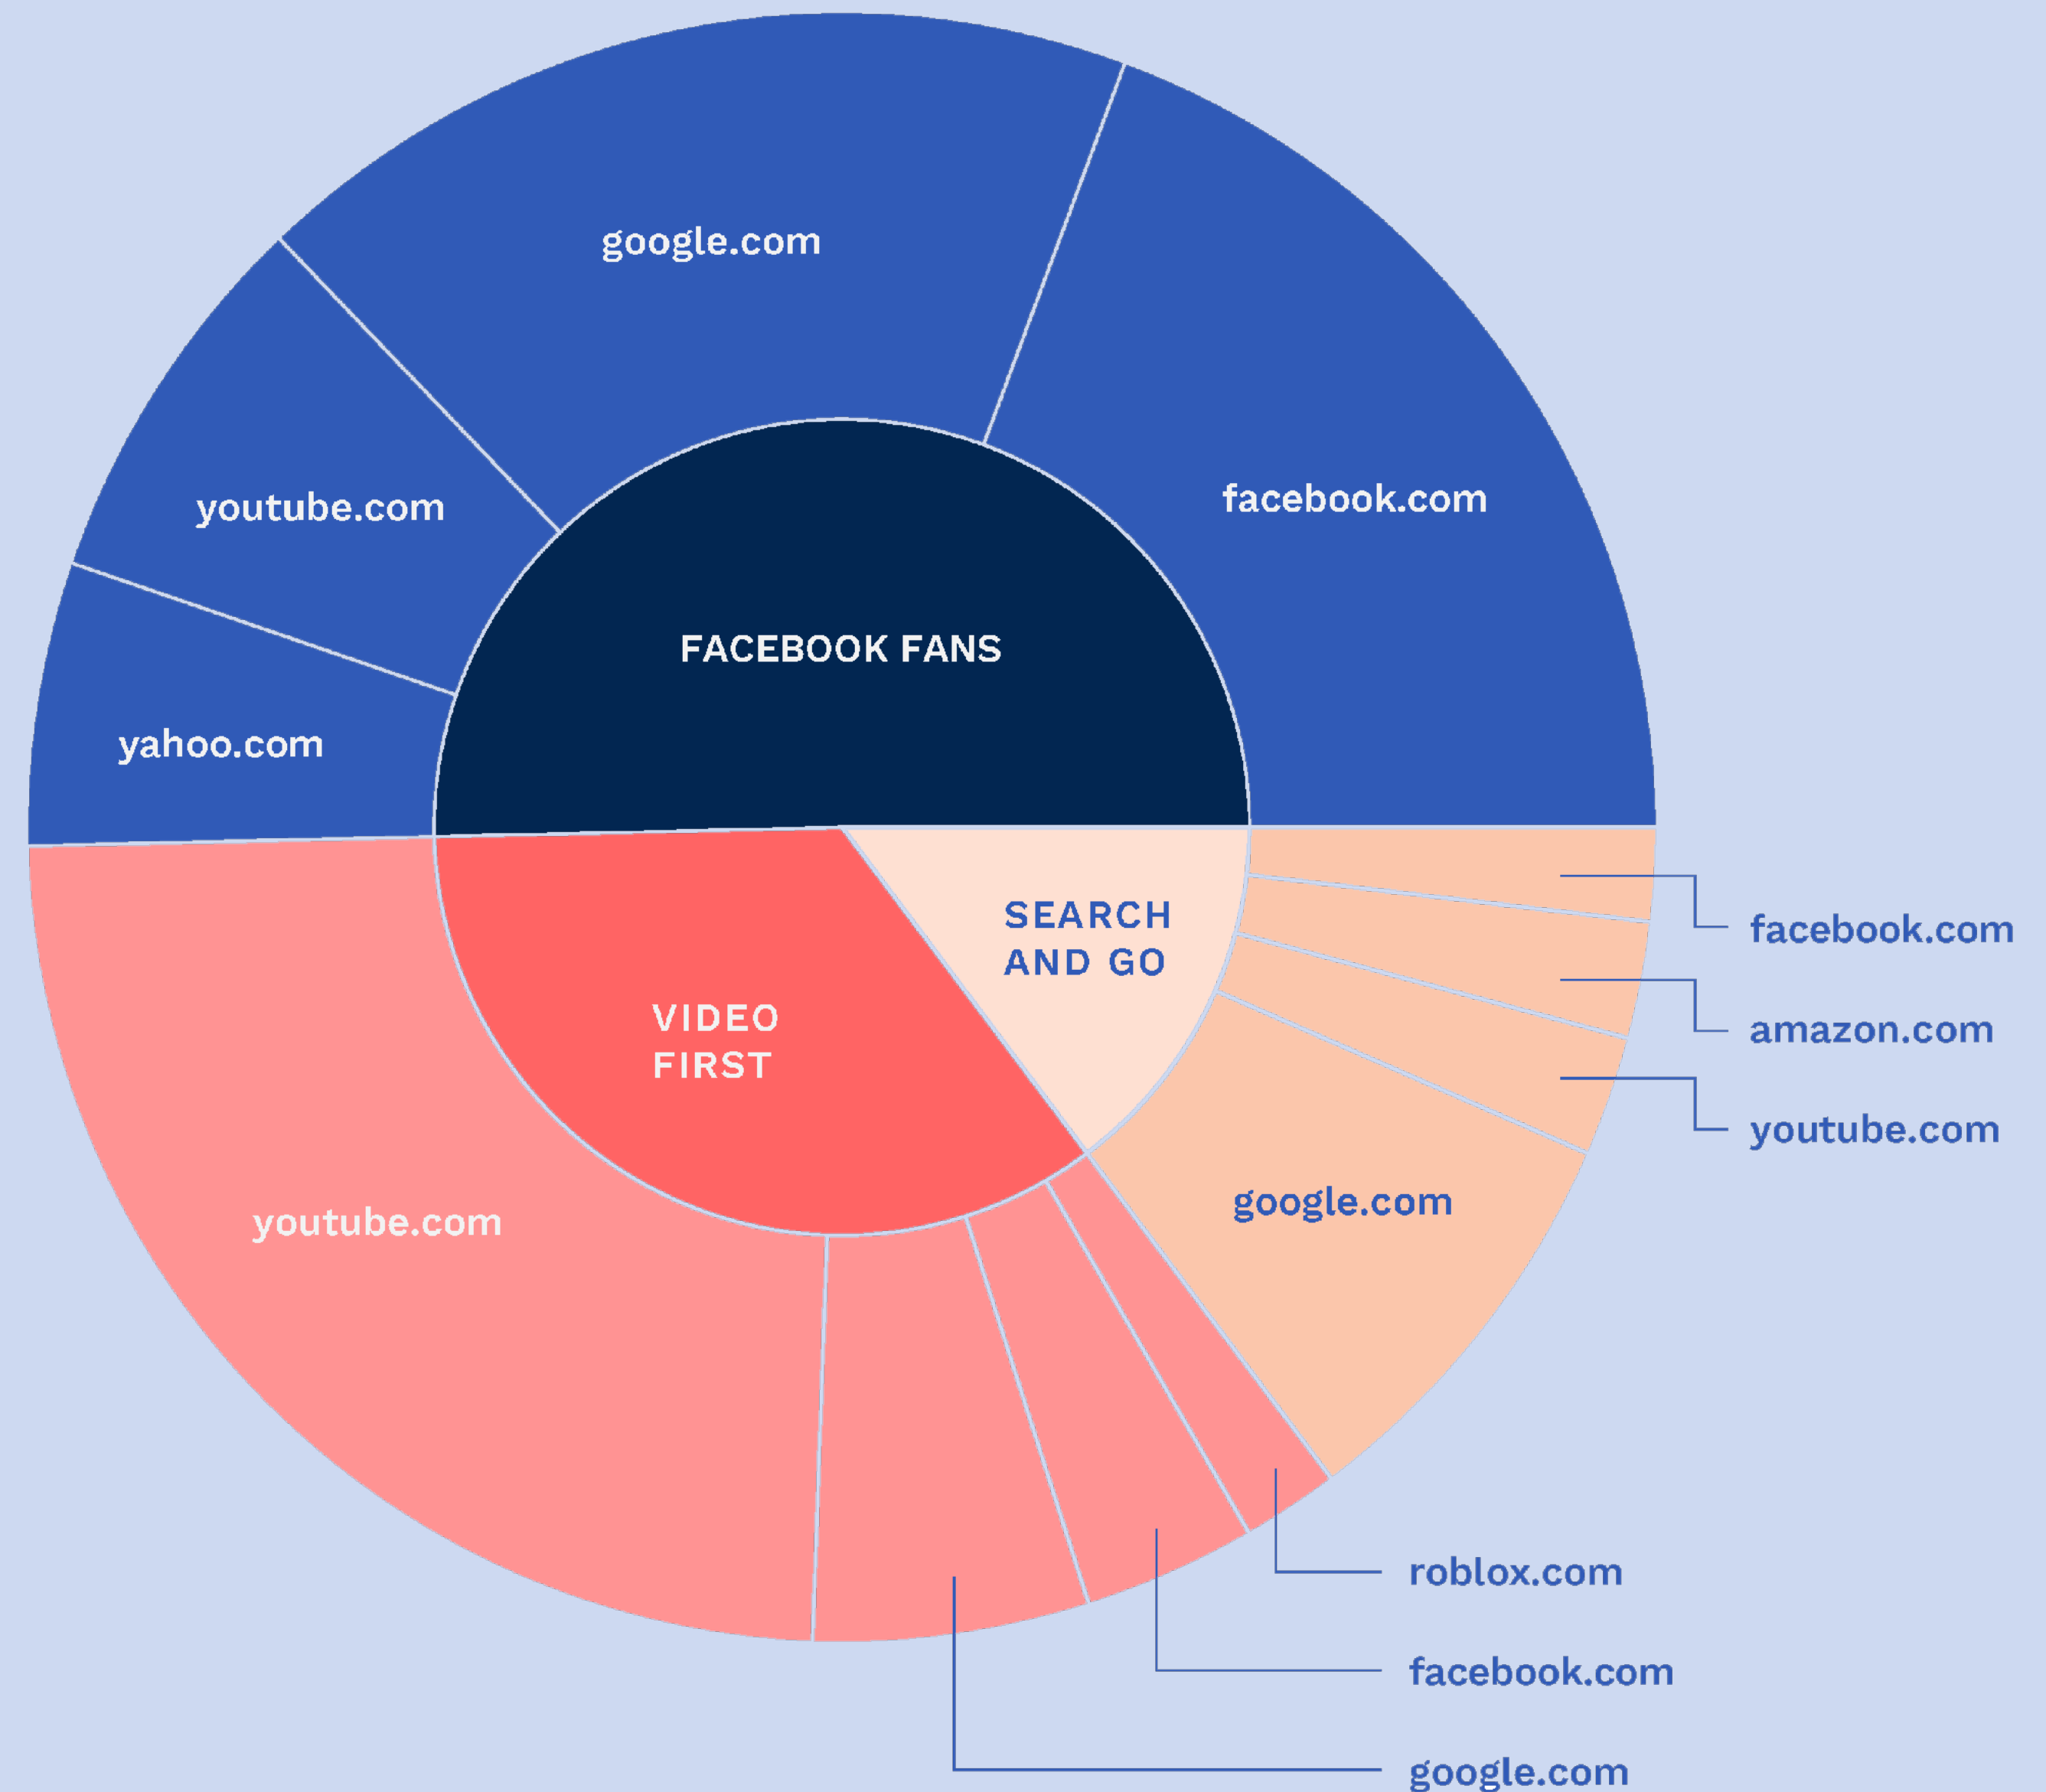 google.com
facebook.com
youtube.com
FACEBOOK FANS
yahoo.com
SEARCH
AND GO
facebook.com
amazon.com
VIDEO
FIRST
youtube.com
google.com
youtube.com
roblox.com
facebook.com
google.com